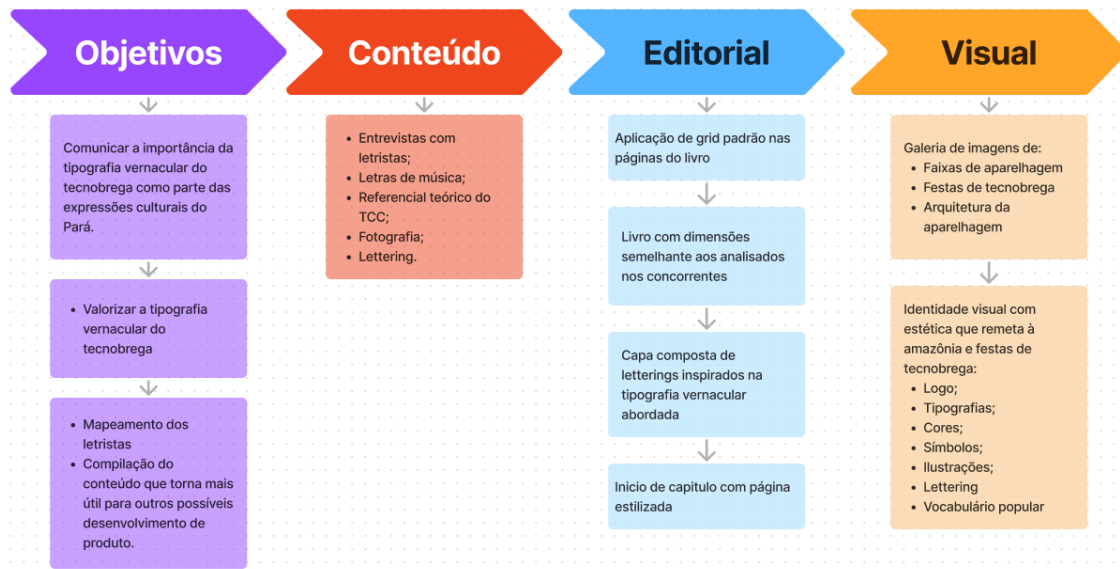 Objetivos
Comunicar a importância da
tipografia vernacular do
tecnobrega como parte das
expressões culturais do
Pará.
• Valorizar a tipografia
vernacular do
tecnobrega
• Mapeamento dos
letristas
• Compilação do
conteúdo que torna mais
útil para outros possíveis
desenvolvimento de
produto.
Conteúdo
• Entrevistas com
letristas;
• Letras de música;
• Referencial teórico do
TCC;
• Fotografia;
• Lettering.
Editorial
Aplicação de grid padrão nas
páginas do livro
Livro com dimensões
semelhante aos analisados
nos concorrentes
Capa composta de
letterings inspirados na
tipografia vernacular
abordada
Inicio de capitulo com página
estilizada
Visual
Galeria de imagens de:
• Faixas de aparelhagem
• Festas de tecnobrega
• Arquitetura da
aparelhagem
Identidade visual com
estética que remeta à
amazônia e festas de
tecnobrega:
• Logo;
• Tipografias;
• Cores;
• Símbolos;
• Ilustrações;
• Lettering
• Vocabulário popular